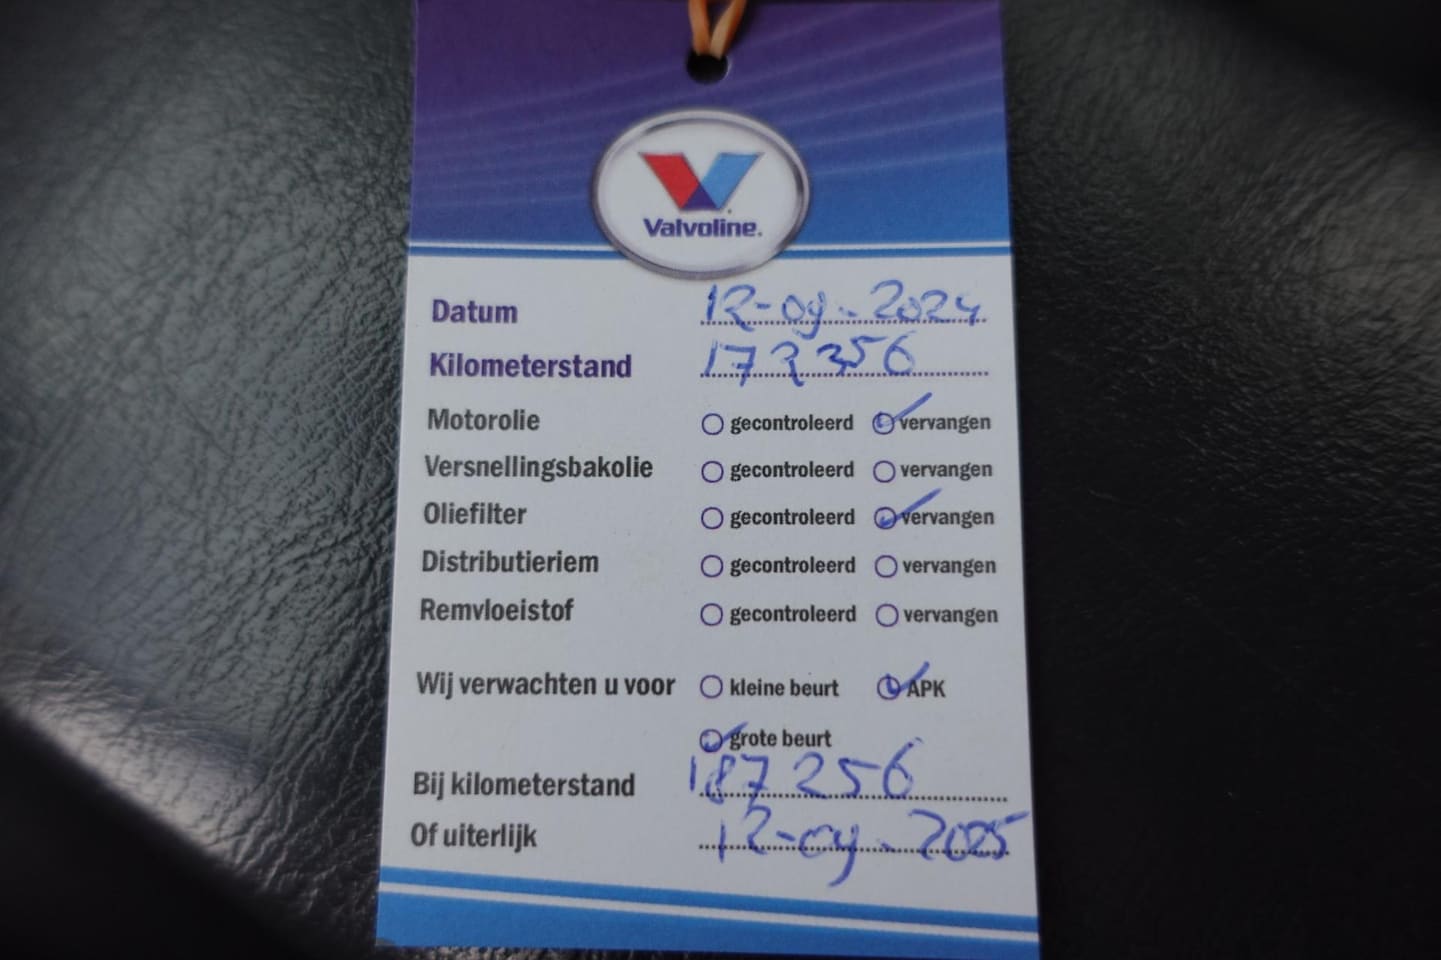 Valvoline.
Datum 12-09-2024
Kilometerstand 172256
Motorolie gecontroleerd vervangen
Versnellingsbakolie gecontroleerd vervangen
Oliefilter gecontroleerd vervangen
Distributieriem gecontroleerd vervangen
Remvloeistof gecontroleerd vervangen
Wij verwachten u voor kleine beurt APK
grote beurt
Bij kilometerstand 187256
Of uiterlijk 12-09-2025